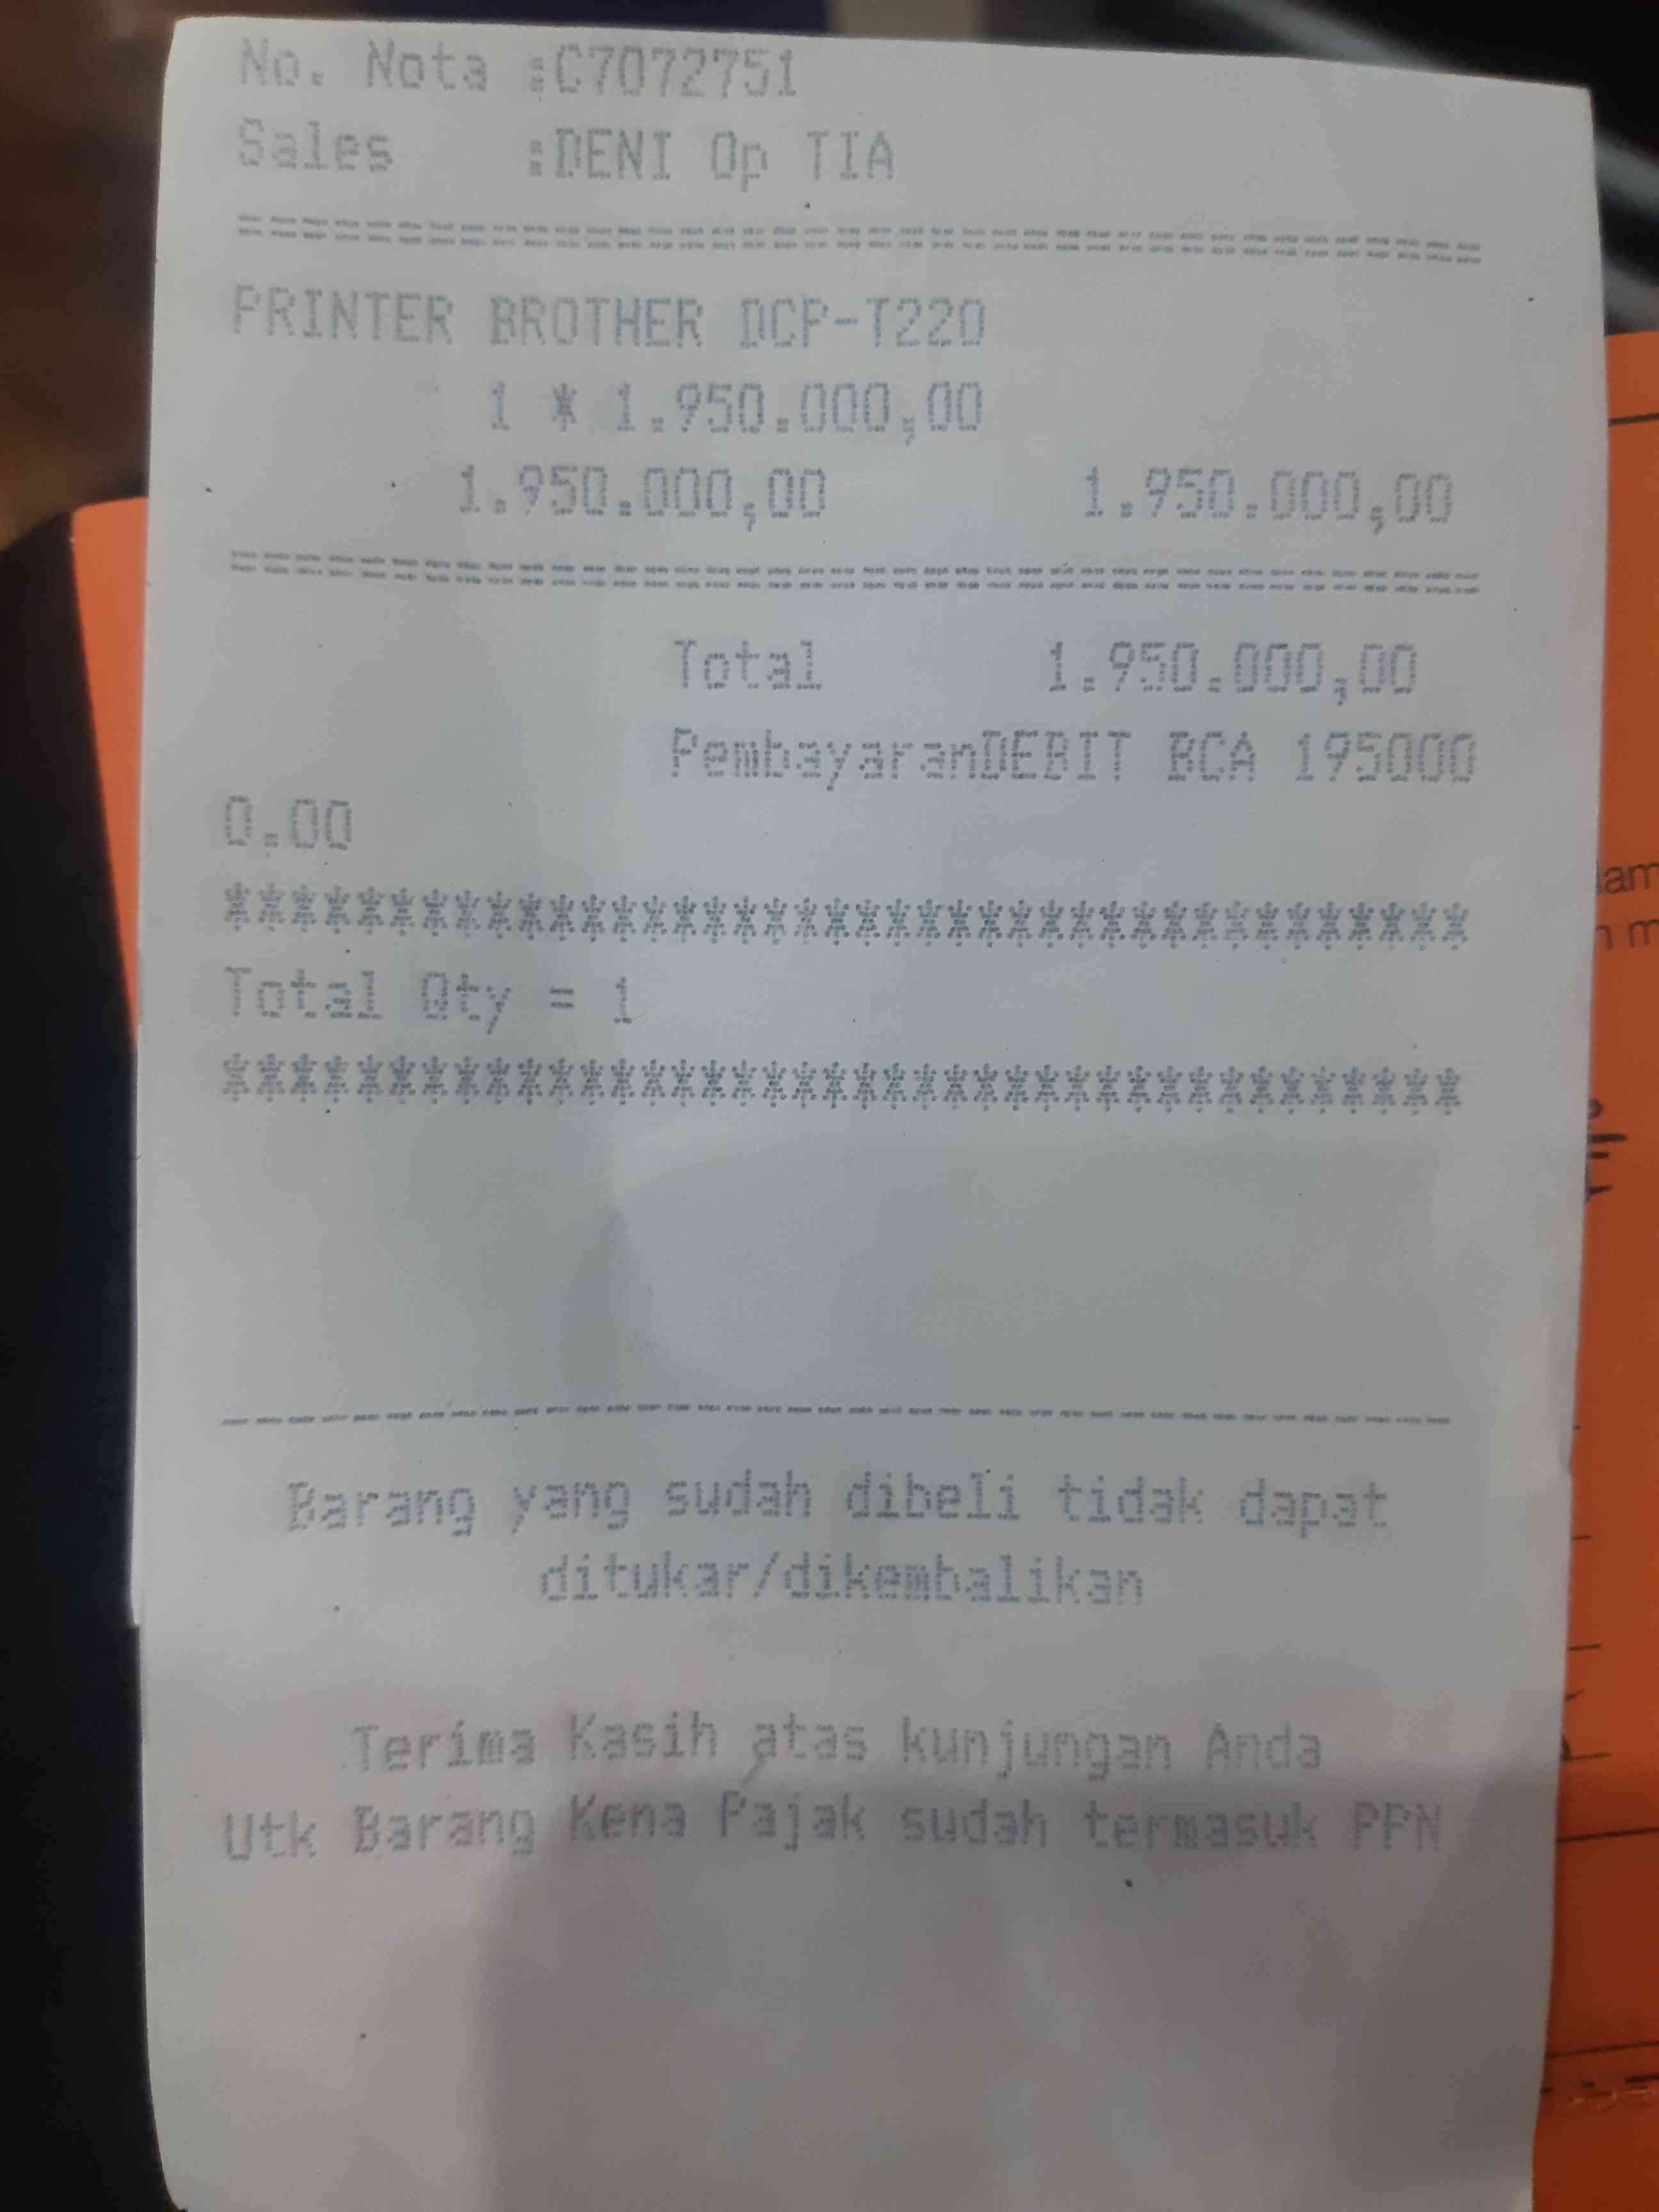 No. Nota :C7072751
Sales :DENI Op TIA
PRINTER BROTHER DCP-T220
1 * 1.950.000,00
1.950.000,00 1.950.000,00
Total 1.950.000,00
PembayaranDEBIT BCA 195000
0.00
***************************************
Total Qty = 1
***************************************
Barang yang sudah dibeli tidak dapat
ditukar/dikembalikan
Terima Kasih atas kunjungan Anda
Utk Barang Kena Pajak sudah termasuk PPN